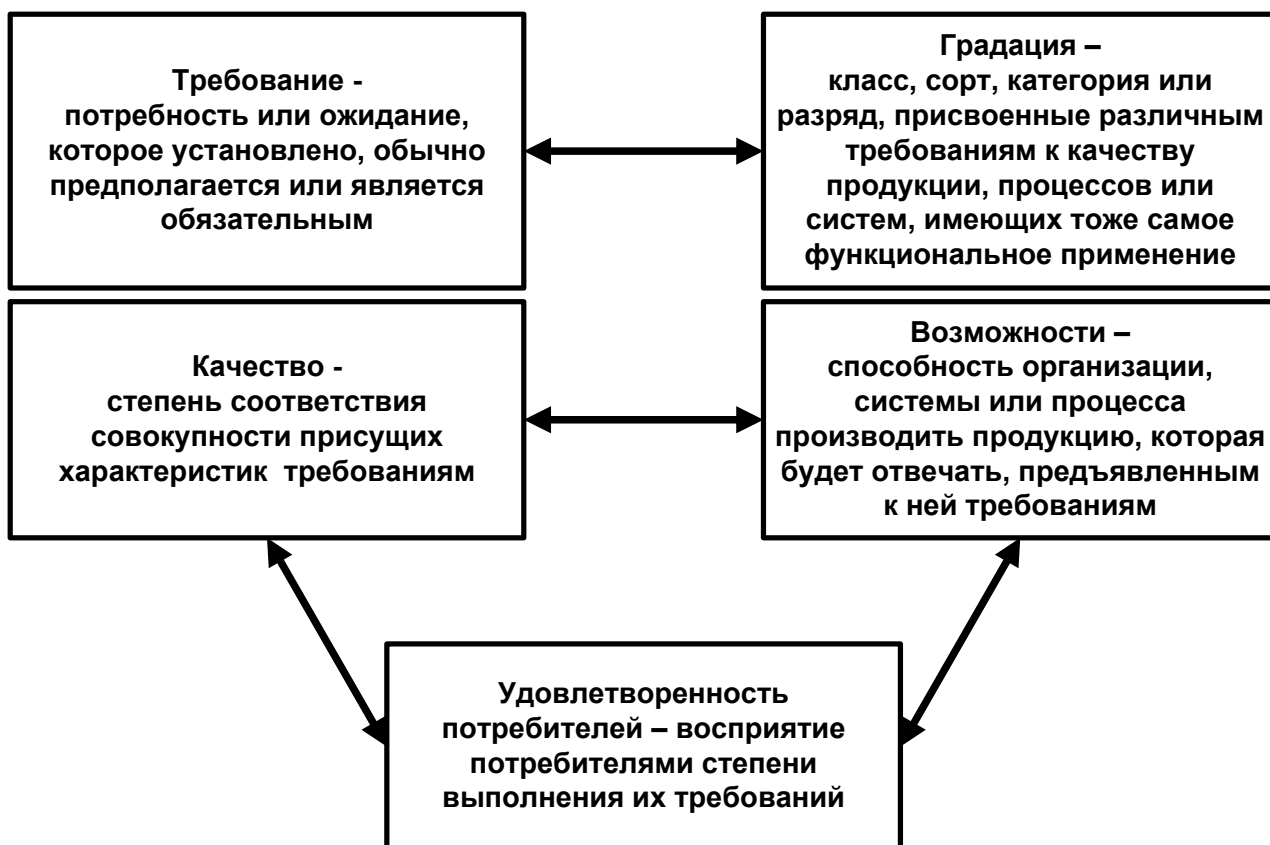 Требование -
потребность или ожидание,
которое установлено, обычно
предполагается или является
обязательным
Градация –
класс, сорт, категория или
разряд, присвоенные различным
требованиям к качеству
продукции, процессов или
систем, имеющих тоже самое
функциональное применение
Качество -
степень соответствия
совокупности присущих
характеристик требованиям
Возможности –
способность организации,
системы или процесса
производить продукцию, которая
будет отвечать, предъявленным
к ней требованиям
Удовлетворенность
потребителей – восприятие
потребителями степени
выполнения их требований